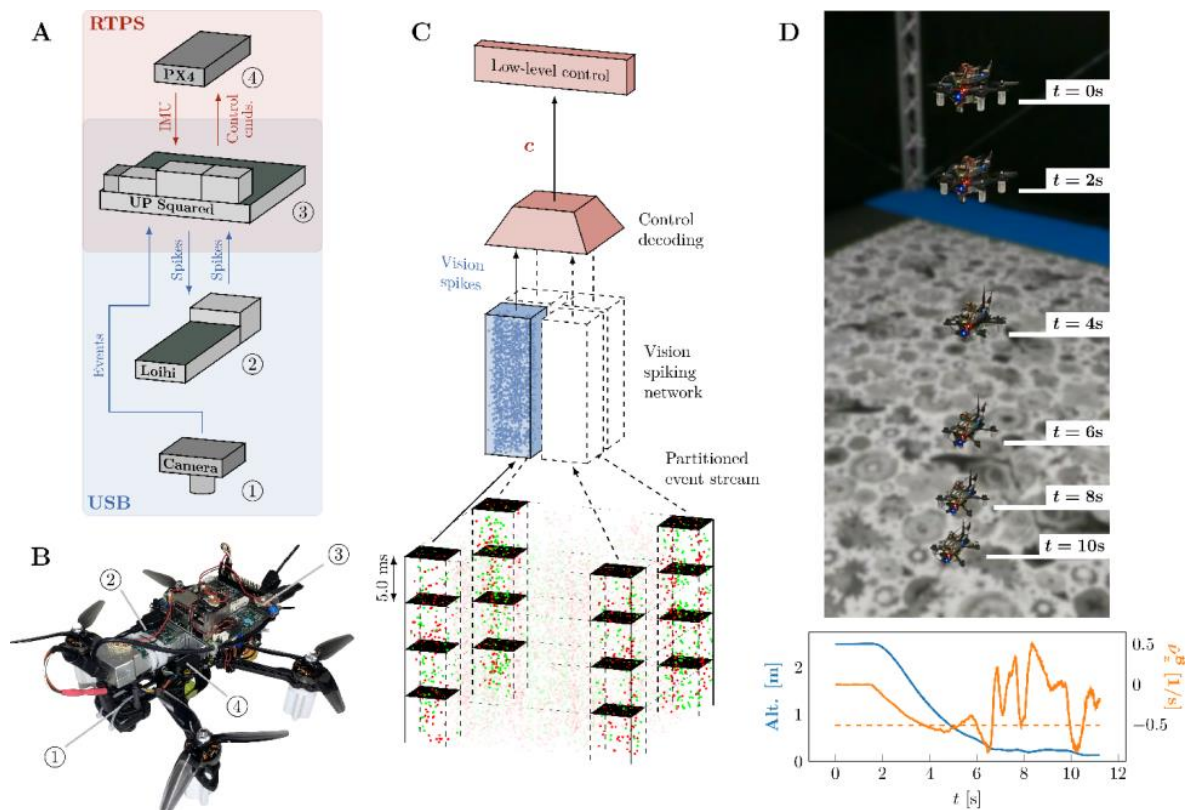 A
RTPS
PX4
④
IMU
Control
cmds.
UP Squared
③
Spikes
Spikes
Events
Loihi
②
Camera
①
USB
B
②
③
④
①
C
Low-level control
c
Control
decoding
Vision
spikes
Vision
spiking
network
Partitioned
event stream
5.0 ms
D
t = 0s
t = 2s
t = 4s
t = 6s
t = 8s
t = 10s
Alt. [m]
2
1
0
0.5
0
−0.5
0 2 4 6 8 10 12
t [s]